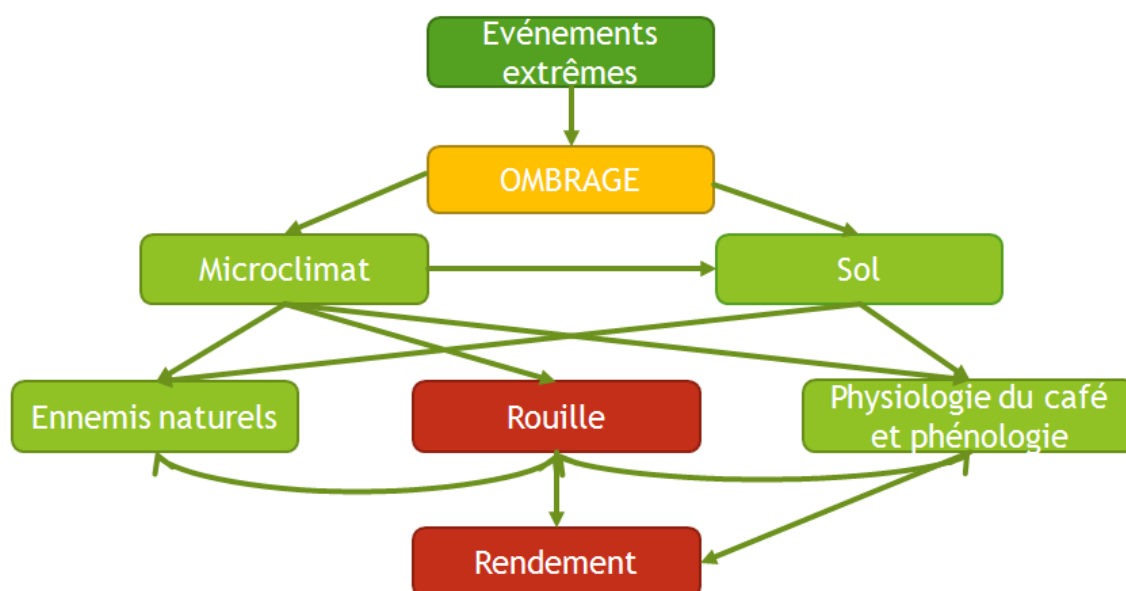 Evénements
extrêmes
OMBRAGE
Microclimat
Sol
Ennemis naturels
Rouille
Physiologie du café
et phénologie
Rendement